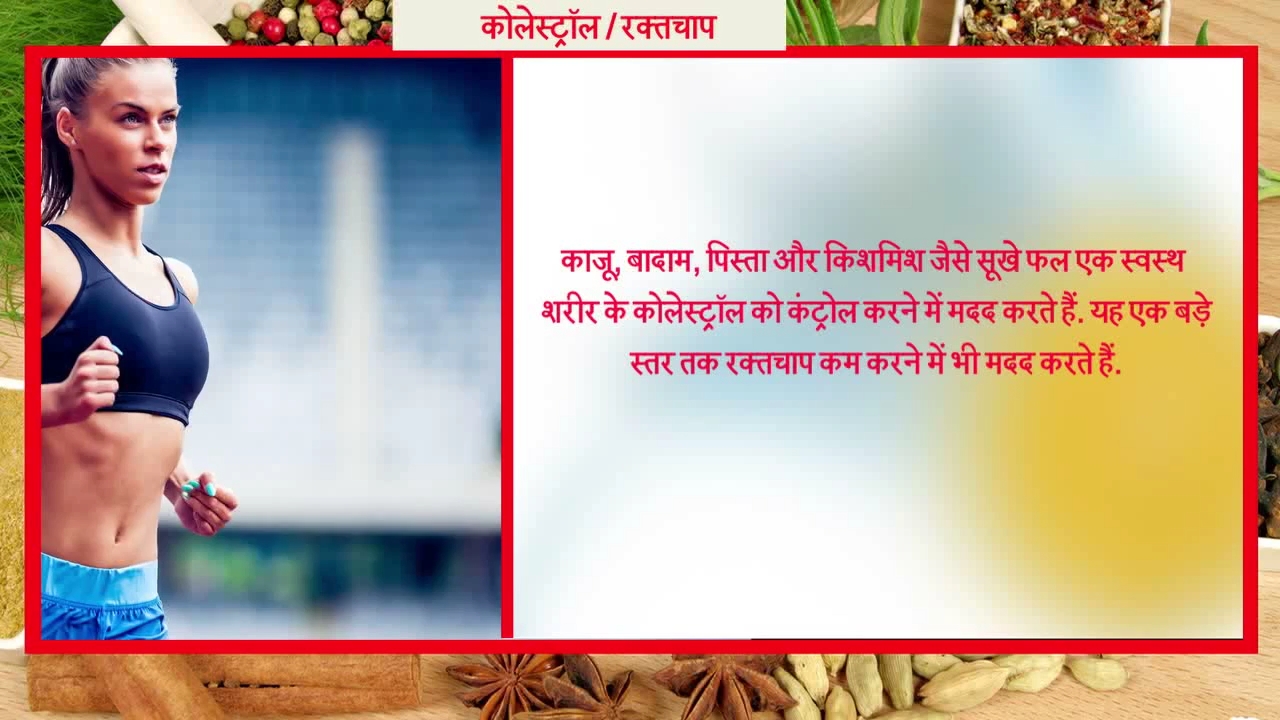 कोलेस्ट्रॉल / रक्तचाप
काजू, बादाम, पिस्ता और किशमिश जैसे सूखे फल एक स्वस्थ
शरीर के कोलेस्ट्रॉल को कंट्रोल करने में मदद करते हैं. यह एक बड़े
स्तर तक रक्तचाप कम करने में भी मदद करते हैं.